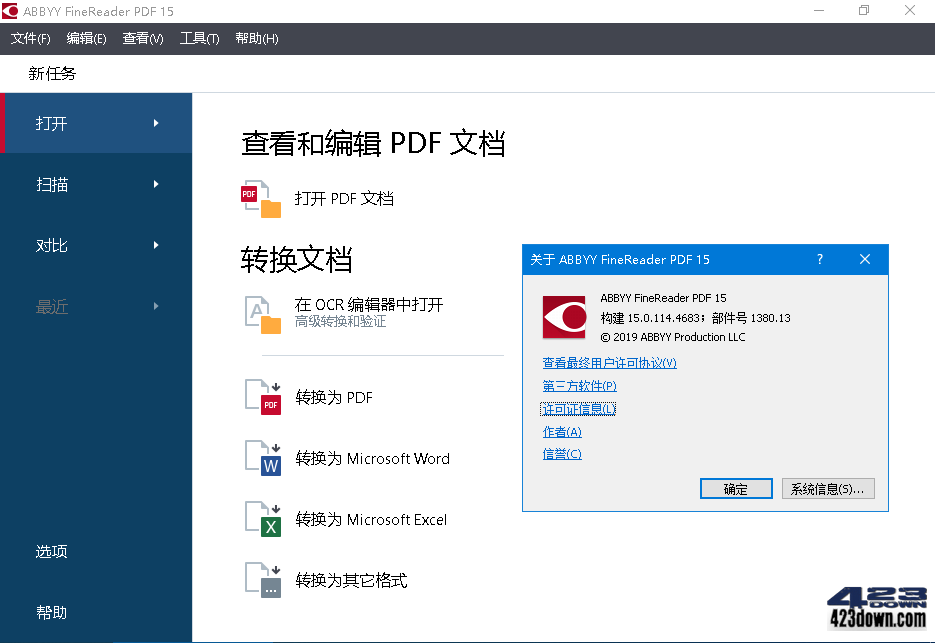 ABBYY FineReader PDF 15
文件(F) 编辑(E) 查看(V) 工具(T) 帮助(H)
新任务
打开
扫描
对比
最近
选项
帮助
查看和编辑 PDF 文档
PDF
打开 PDF 文档
转换文档
A
在 OCR 编辑器中打开
高级转换和验证
PDF
转换为 PDF
W
转换为 Microsoft Word
X
转换为 Microsoft Excel
...
转换为其它格式
关于 ABBYY FineReader PDF 15 ?
ABBYY FineReader PDF 15
构建 15.0.114.4683；部件号 1380.13
© 2019 ABBYY Production LLC
查看最终用户许可协议(V)
第三方软件(P)
许可证信息(L)
作者(A)
信誉(C)
确定 系统信息(S)...
423
DOWN
423down.com